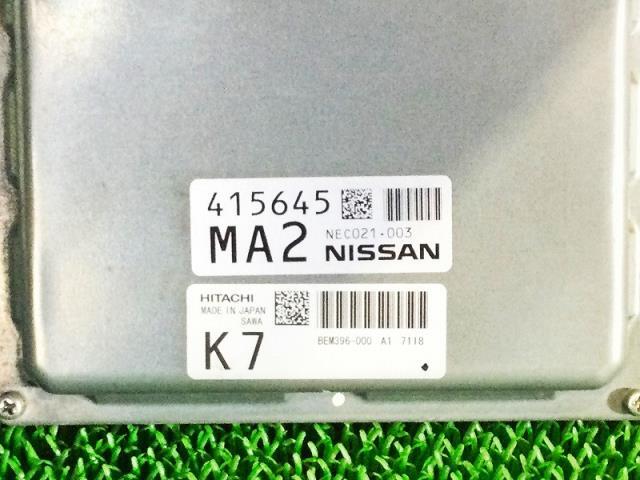 415645
NEC021-003
MA2 NISSAN
HITACHI
MADE IN JAPAN
SAWA
K7
BEM396-000 A1 7118